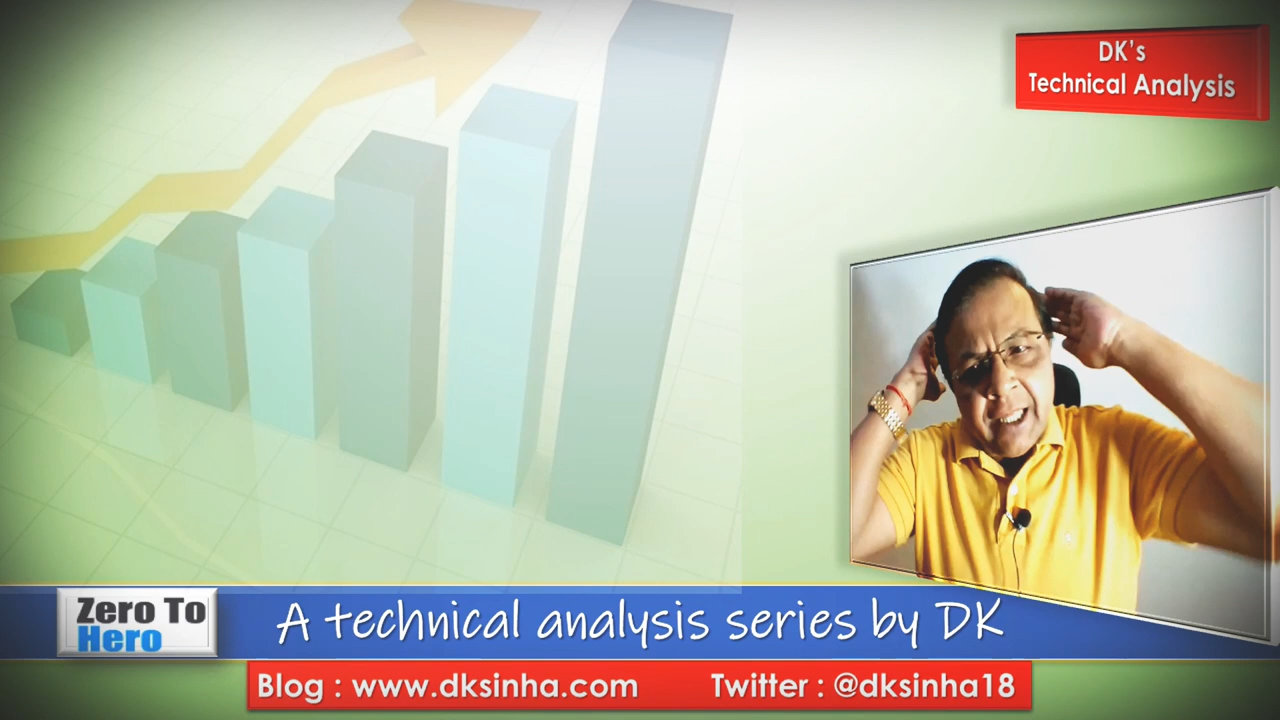 DK's
Technical Analysis
Zero To
Hero
A technical analysis series by DK
Blog : www.dksinha.com
Twitter : @dksinha18